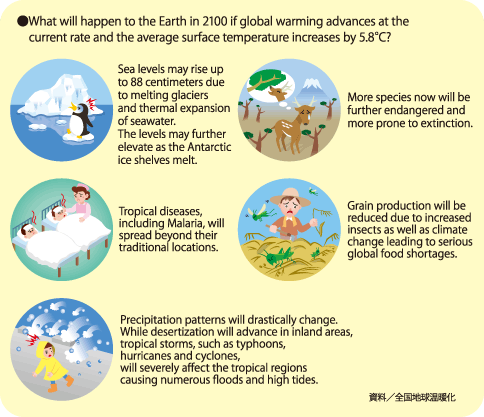 ●What will happen to the Earth in 2100 if global warming advances at the
current rate and the average surface temperature increases by 5.8°C?
Sea levels may rise up
to 88 centimeters due
to melting glaciers
and thermal expansion
of seawater.
The levels may further
elevate as the Antarctic
ice shelves melt.
More species now will be
further endangered and
more prone to extinction.
Tropical diseases,
including Malaria, will
spread beyond their
traditional locations.
Grain production will be
reduced due to increased
insects as well as climate
change leading to serious
global food shortages.
Precipitation patterns will drastically change.
While desertization will advance in inland areas,
tropical storms, such as typhoons,
hurricanes and cyclones,
will severely affect the tropical regions
causing numerous floods and high tides.
資料／全国地球温暖化